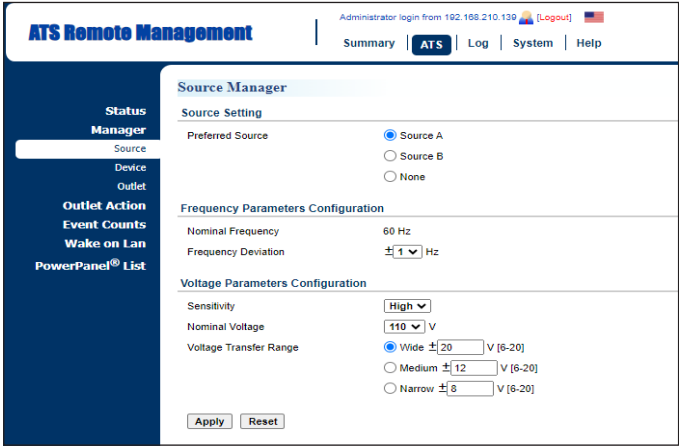 Administrator login from 192.168.210.139 [Logout]
ATS Remote Management
Summary | ATS | Log | System | Help
Source Manager
Status
Manager
Source
Device
Outlet
Outlet Action
Event Counts
Wake on Lan
PowerPanel® List
Source Setting
Preferred Source Source A
Source B
None
Frequency Parameters Configuration
Nominal Frequency 60 Hz
Frequency Deviation ± 1 Hz
Voltage Parameters Configuration
Sensitivity High
Nominal Voltage 110 V
Voltage Transfer Range Wide ± 20 V [6-20]
Medium ± 12 V [6-20]
Narrow ± 8 V [6-20]
Apply Reset